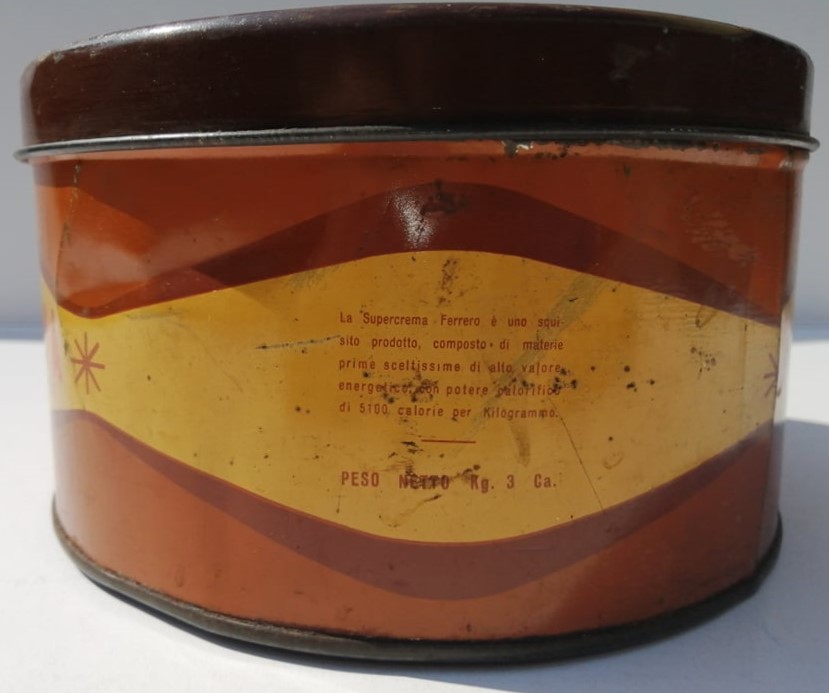 La Supercrema Ferrero è uno squi-
sito prodotto, composto di materie
prime sceltissime di alto valore
energetico, con potere calorifico
di 5100 calorie per Kilogrammo.
PESO NETTO Kg. 3 Ca.